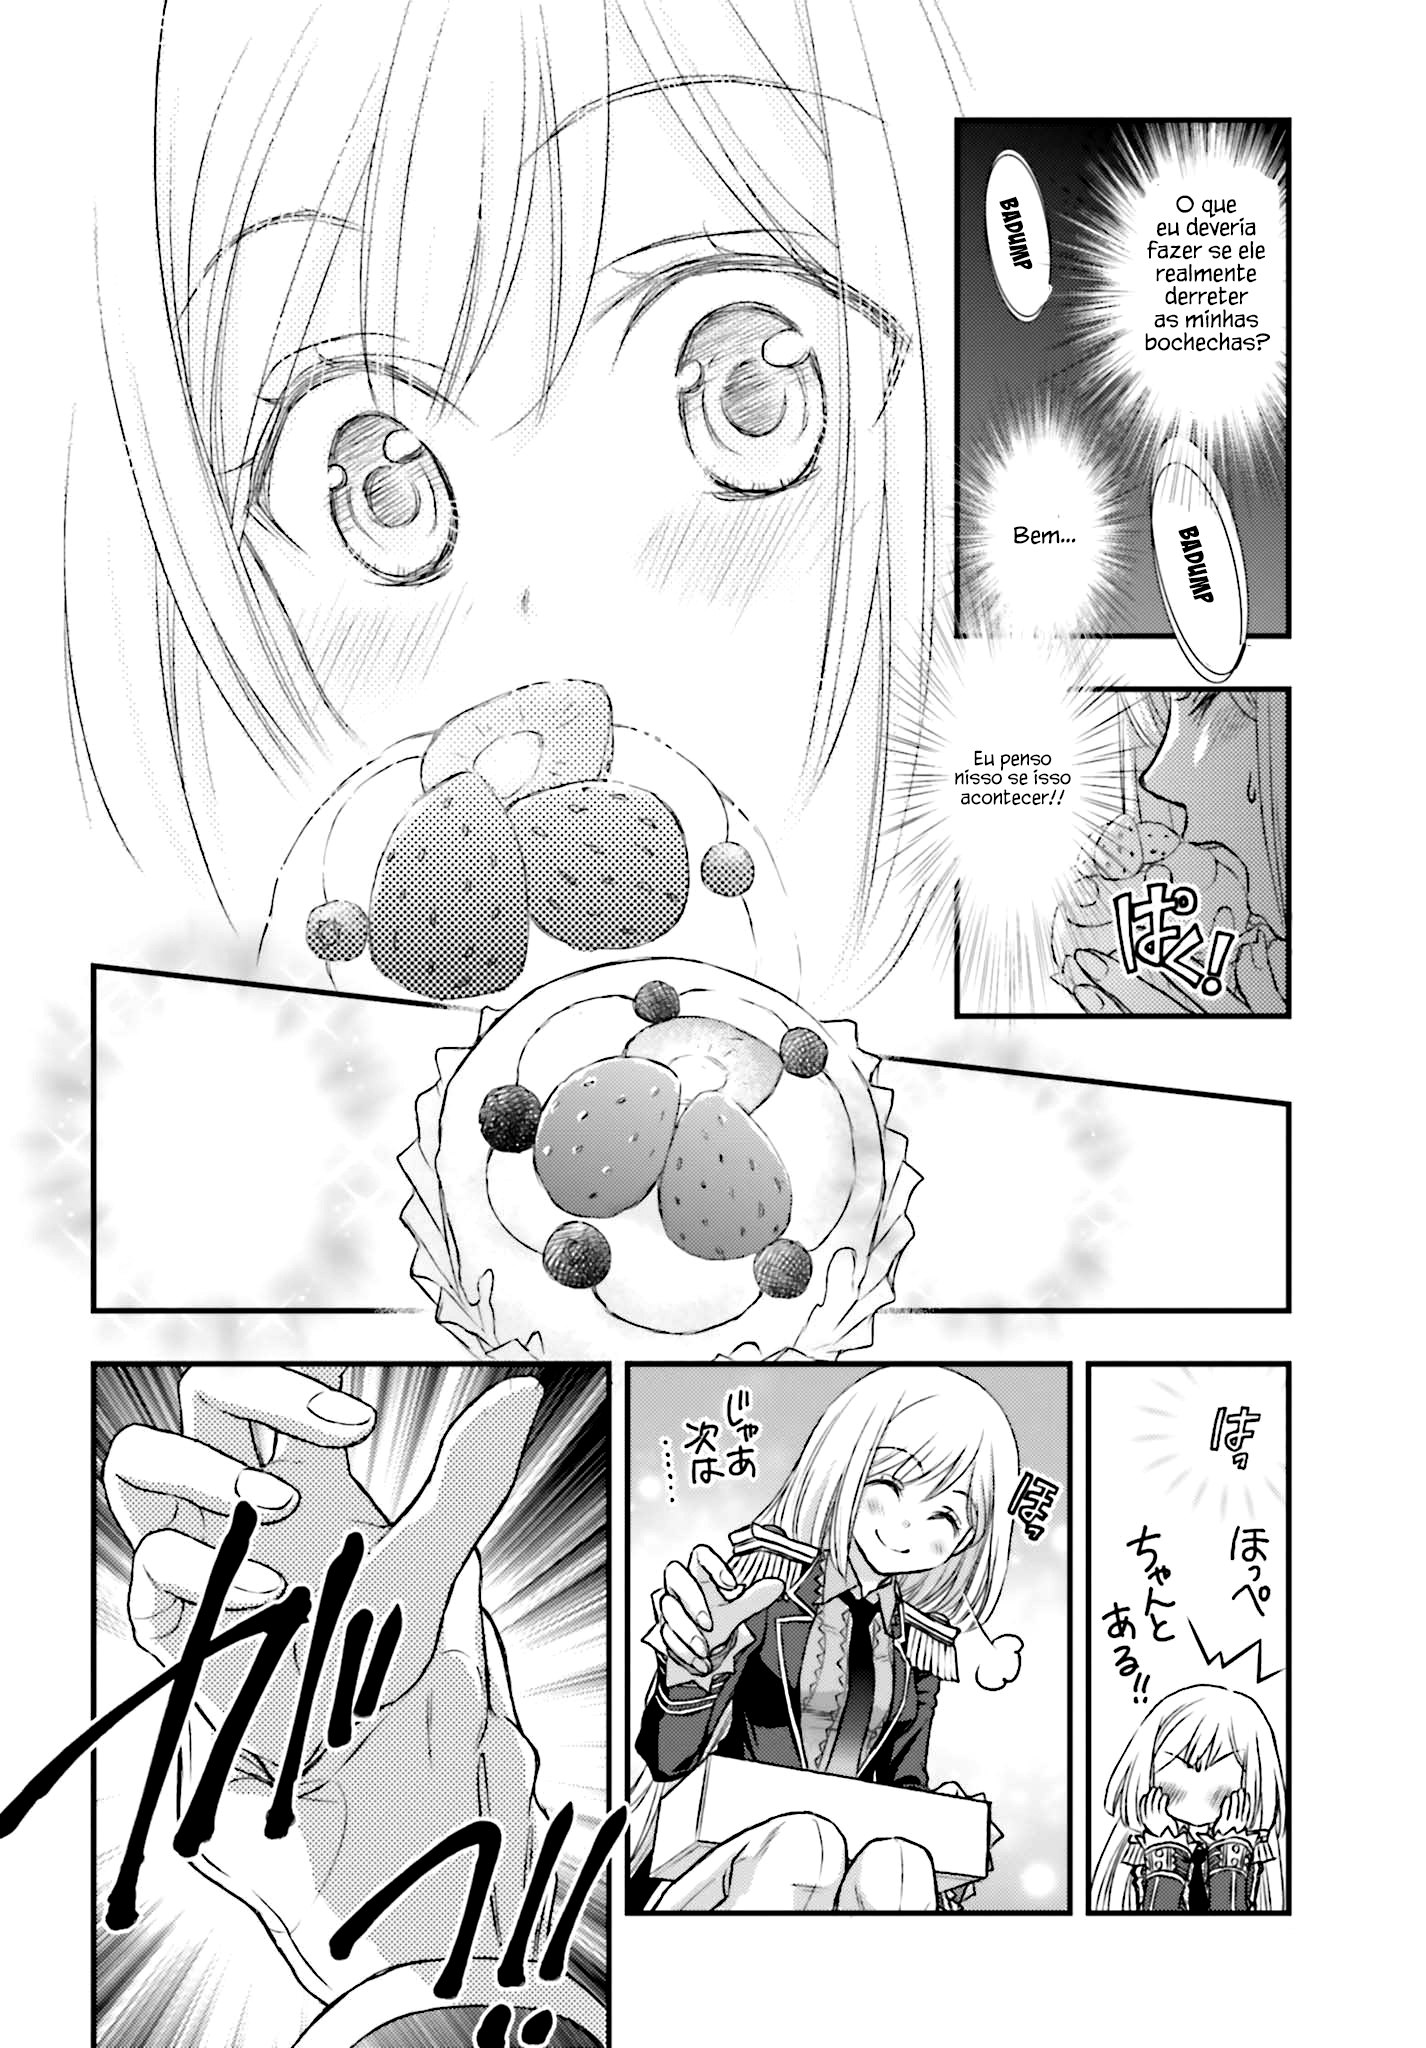 O que
eu deveria
fazer se ele
realmente
derreter
as minhas
bochechas?
BADUMP
Bem...
BADUMP
Eu penso
nisso se isso
acontecer!!
ぱく!
はっ
ほっぺ
ちゃんと
ある!!
ほっ
じゃあ
次は
……
ガッ!!